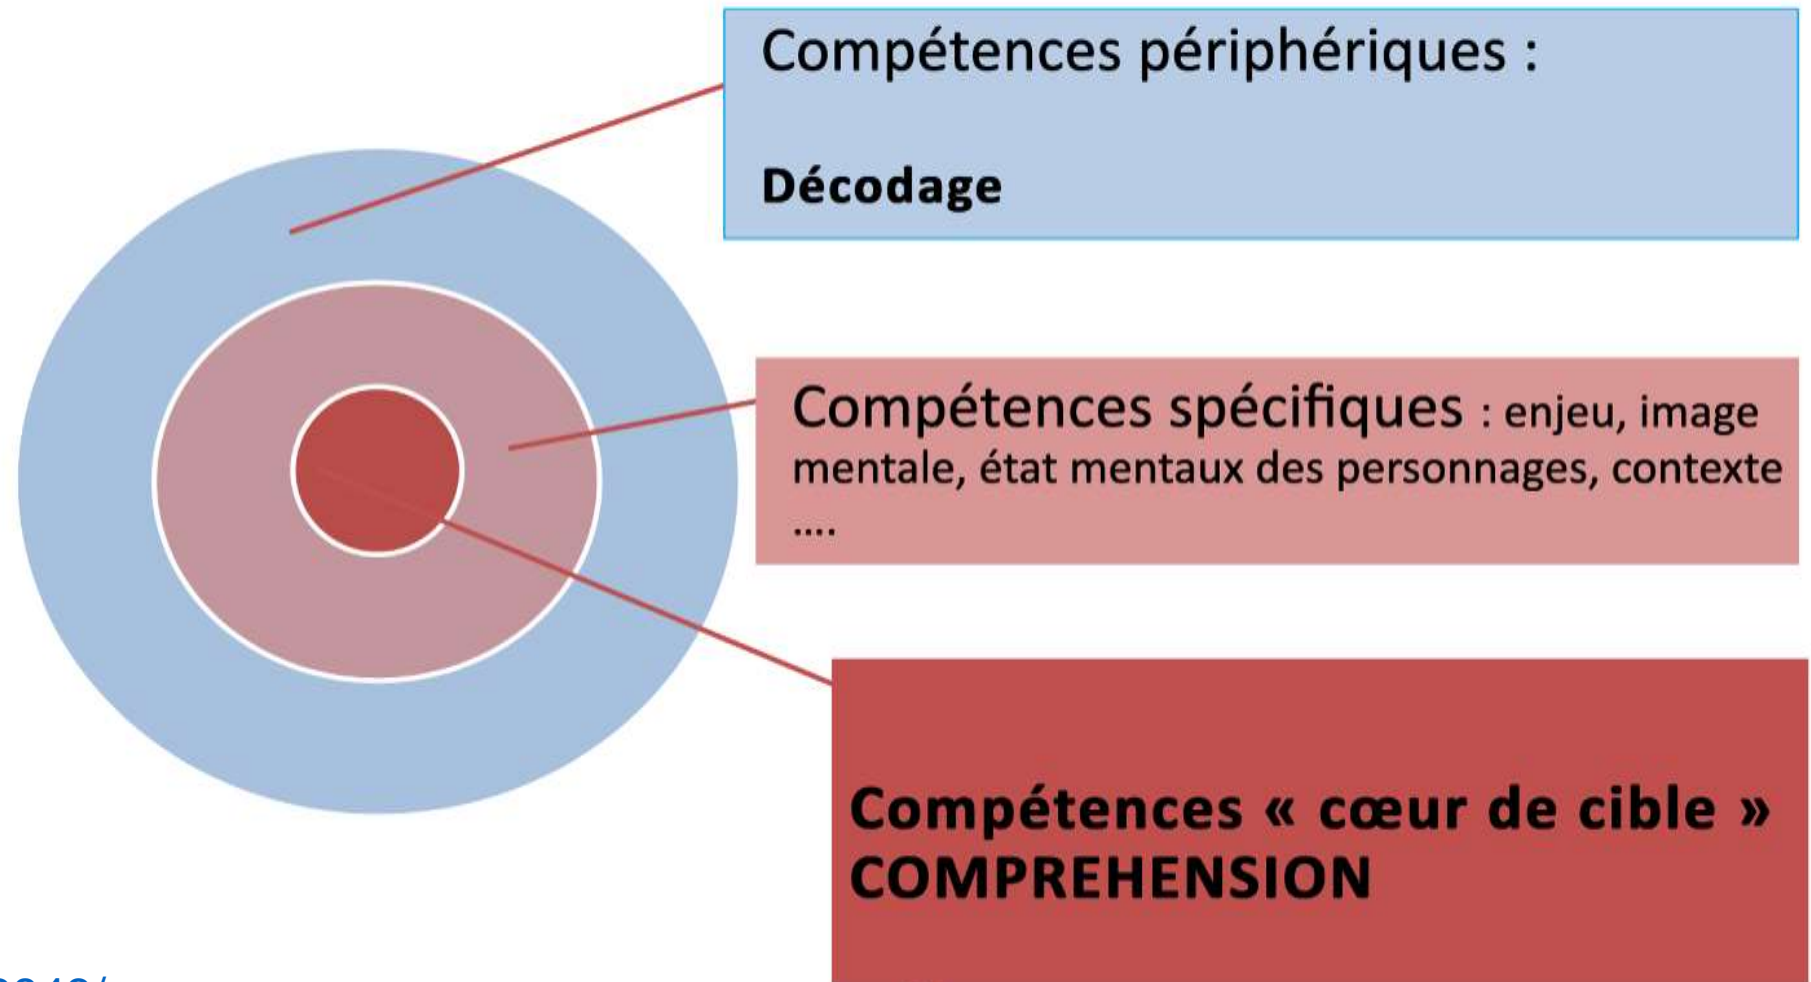 Compétences périphériques :
Décodage
Compétences spécifiques : enjeu, image
mentale, état mentaux des personnages, contexte
....
Compétences « cœur de cible »
COMPREHENSION